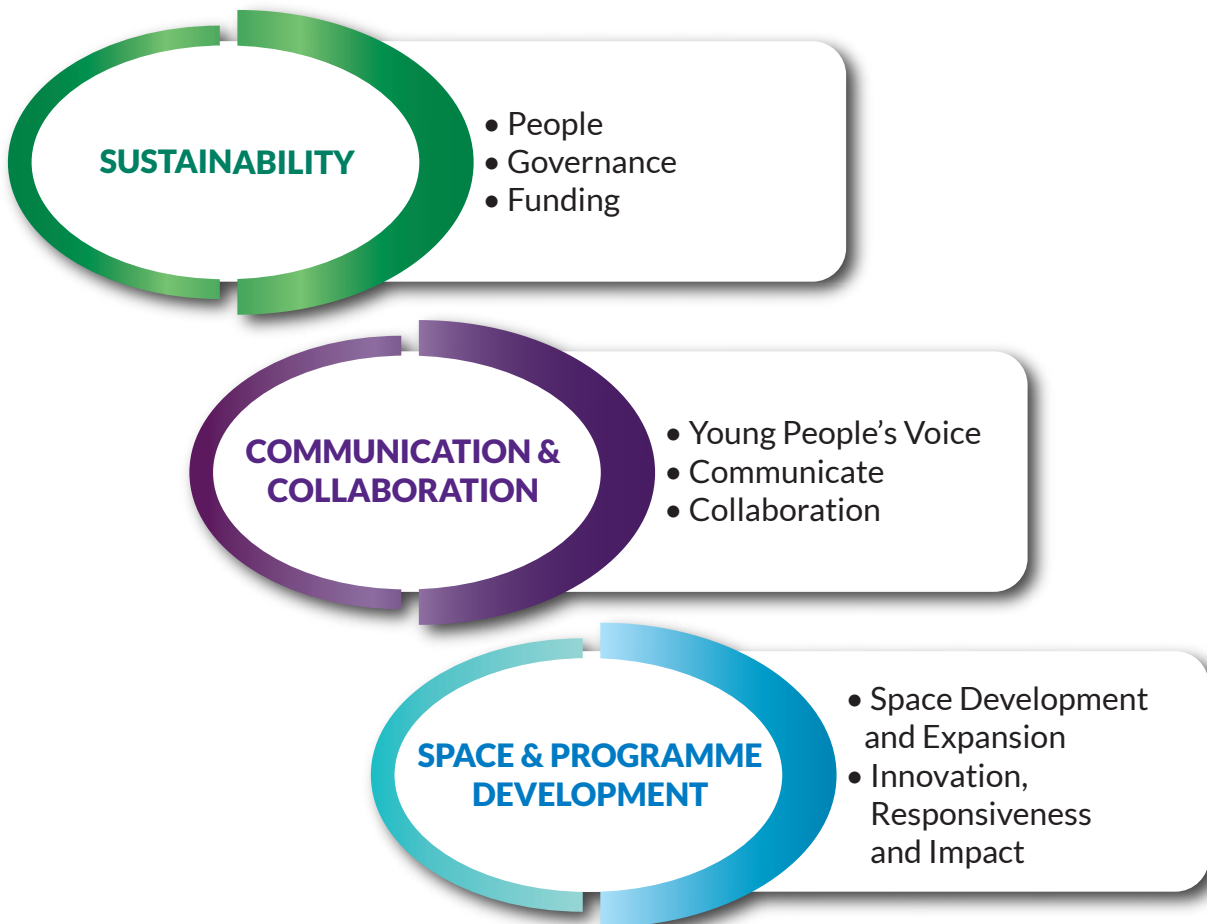 SUSTAINABILITY
• People
• Governance
• Funding
COMMUNICATION &
COLLABORATION
• Young People’s Voice
• Communicate
• Collaboration
SPACE & PROGRAMME
DEVELOPMENT
• Space Development
and Expansion
• Innovation,
Responsiveness
and Impact